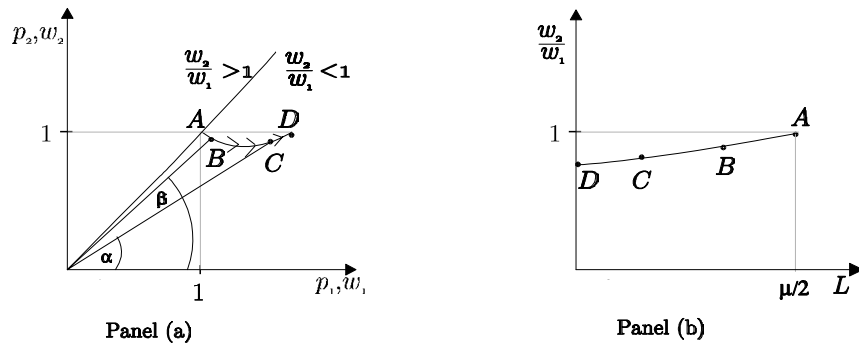 p₂,w₂
w₂/w₁ >1
w₂/w₁ <1
1
A
D
B
C
β
α
1
p₁,w₁
Panel (a)
w₂/w₁
1
A
D
C
B
μ/2
L
Panel (b)